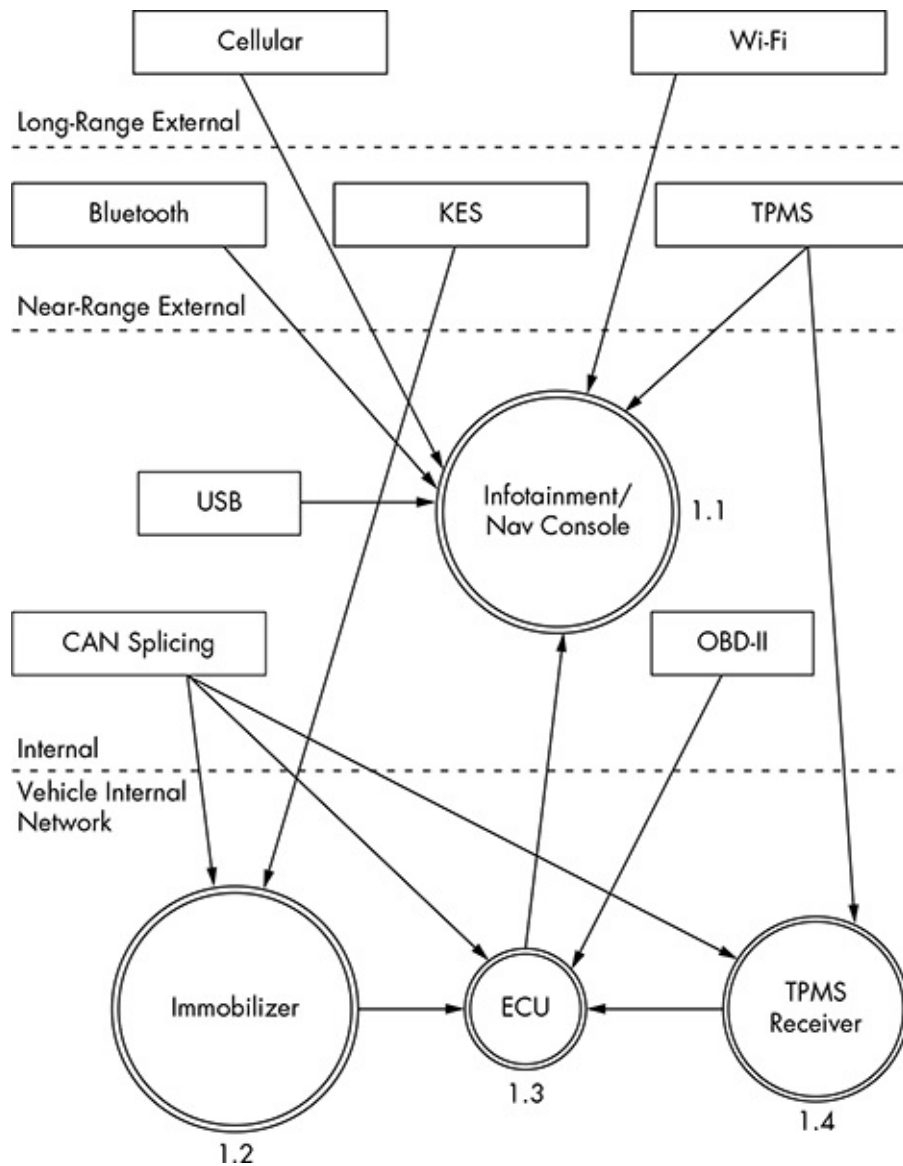 Cellular
Wi-Fi
Long-Range External
Bluetooth
KES
TPMS
Near-Range External
USB
Infotainment/
Nav Console
1.1
CAN Splicing
OBD-II
Internal
Vehicle Internal
Network
Immobilizer
ECU
TPMS
Receiver
1.3
1.4
1.2